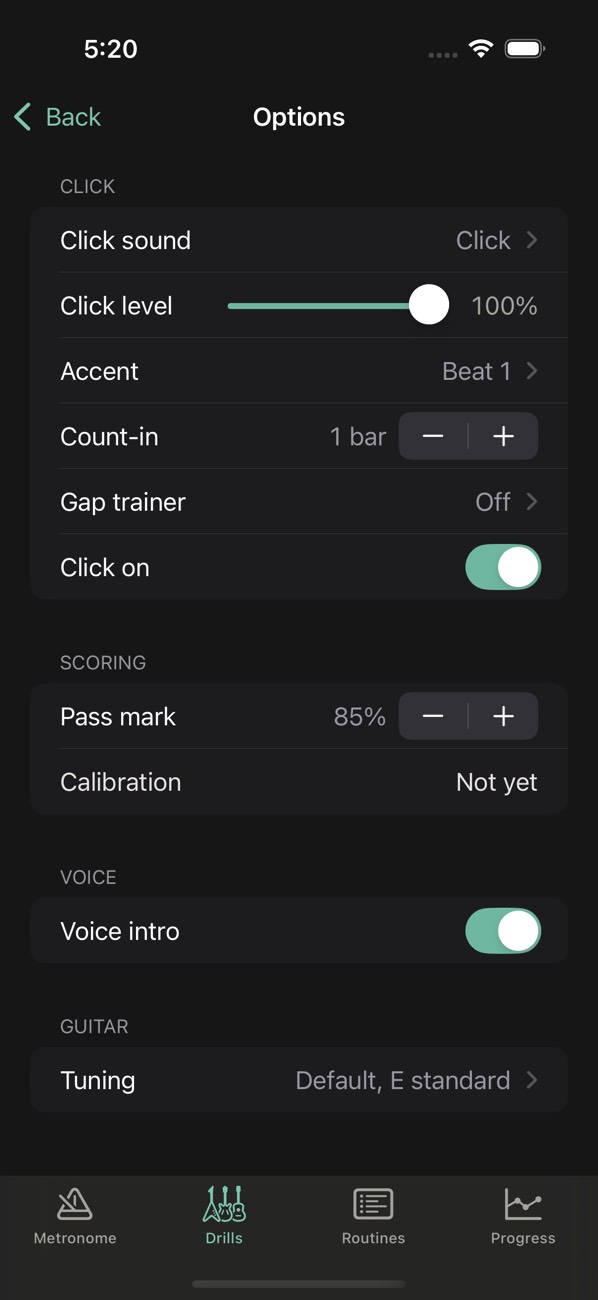 5:20
Back
Options
CLICK
Click sound Click
Click level 100%
Accent Beat 1
Count-in 1 bar − +
Gap trainer Off
Click on
SCORING
Pass mark 85% − +
Calibration Not yet
VOICE
Voice intro
GUITAR
Tuning Default, E standard
Metronome Drills Routines Progress